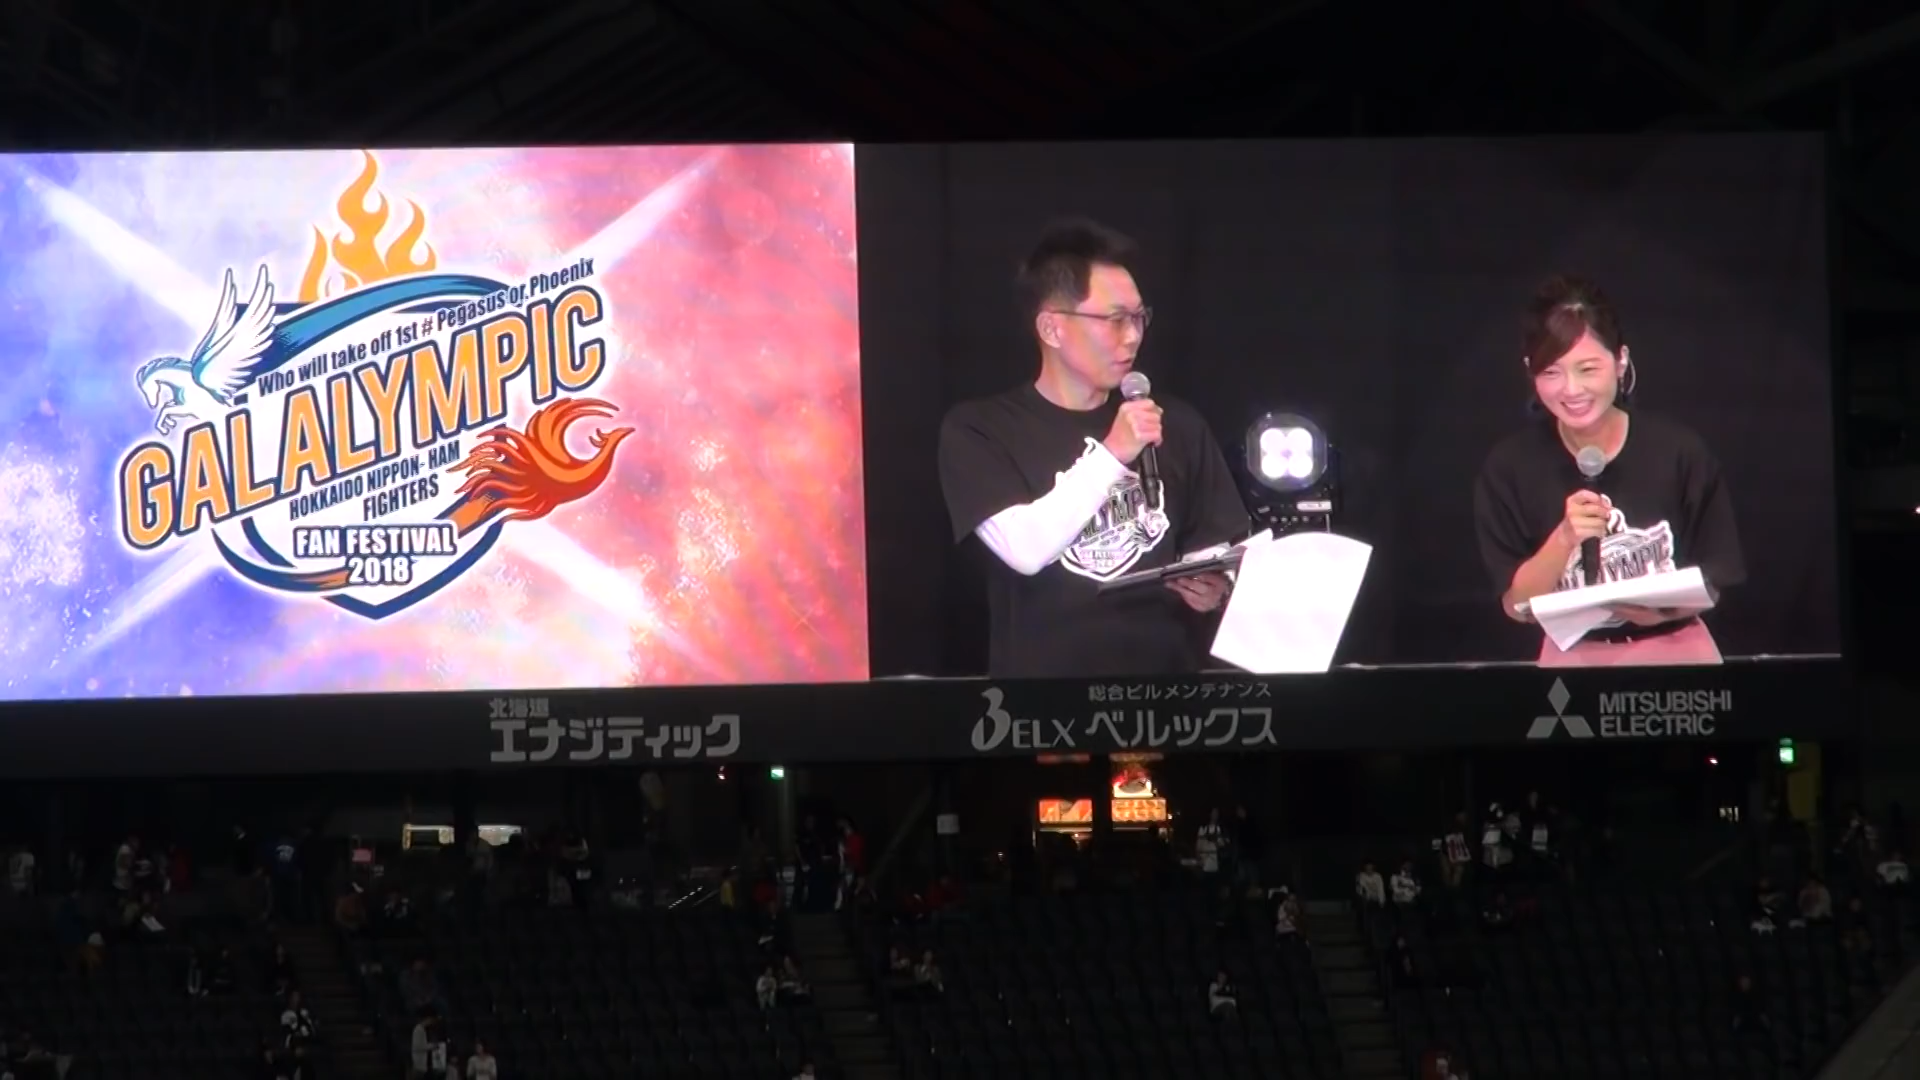 Who will take off 1st # Pegasus or Phoenix
GALALYMPIC
HOKKAIDO NIPPON-HAM
FIGHTERS
FAN FESTIVAL
2018
北海道
エナジティック
総合ビルメンテナンス
BELX ベルックス
MITSUBISHI
ELECTRIC